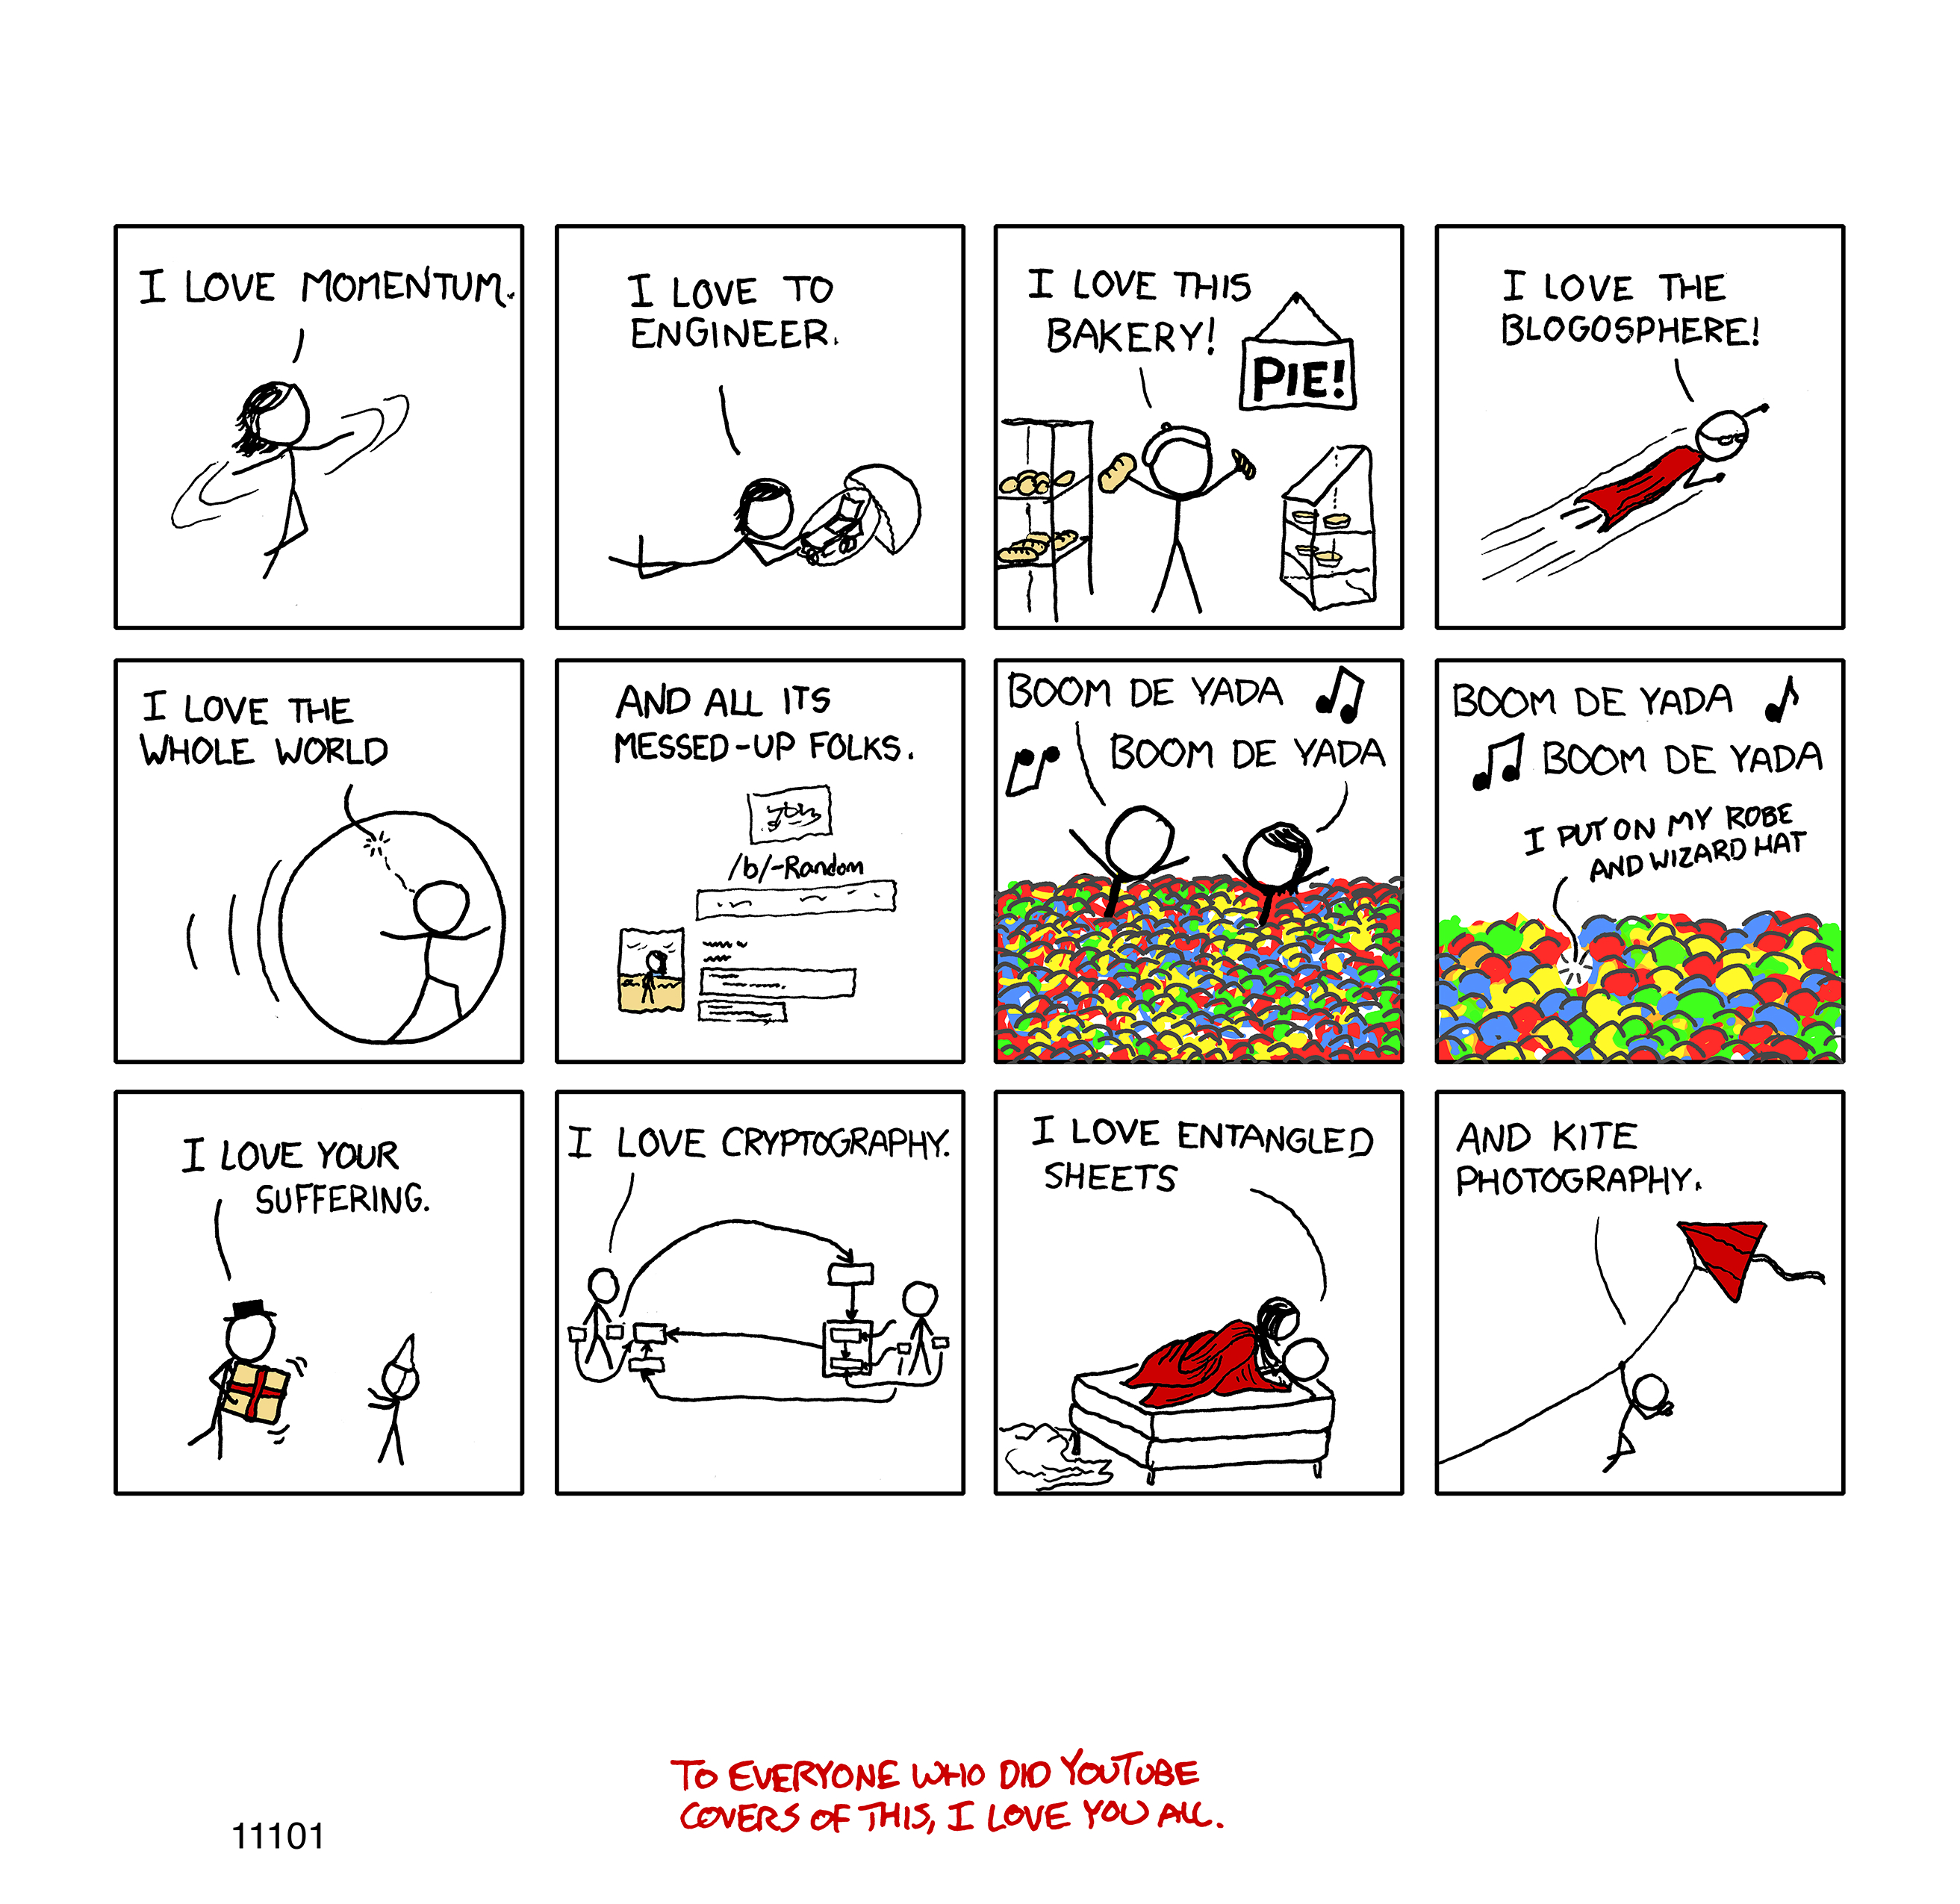 I LOVE MOMENTUM.
I LOVE TO
ENGINEER.
I LOVE THIS
BAKERY!
PIE!
I LOVE THE
BLOGOSPHERE!
I LOVE THE
WHOLE WORLD
AND ALL ITS
MESSED-UP FOLKS.
/b/-Random
BOOM DE YADA
BOOM DE YADA
BOOM DE YADA
BOOM DE YADA
I PUT ON MY ROBE
AND WIZARD HAT
I LOVE YOUR
SUFFERING.
I LOVE CRYPTOGRAPHY.
I LOVE ENTANGLED
SHEETS
AND KITE
PHOTOGRAPHY.
TO EVERYONE WHO DID YOUTUBE
COVERS OF THIS, I LOVE YOU ALL.
11101